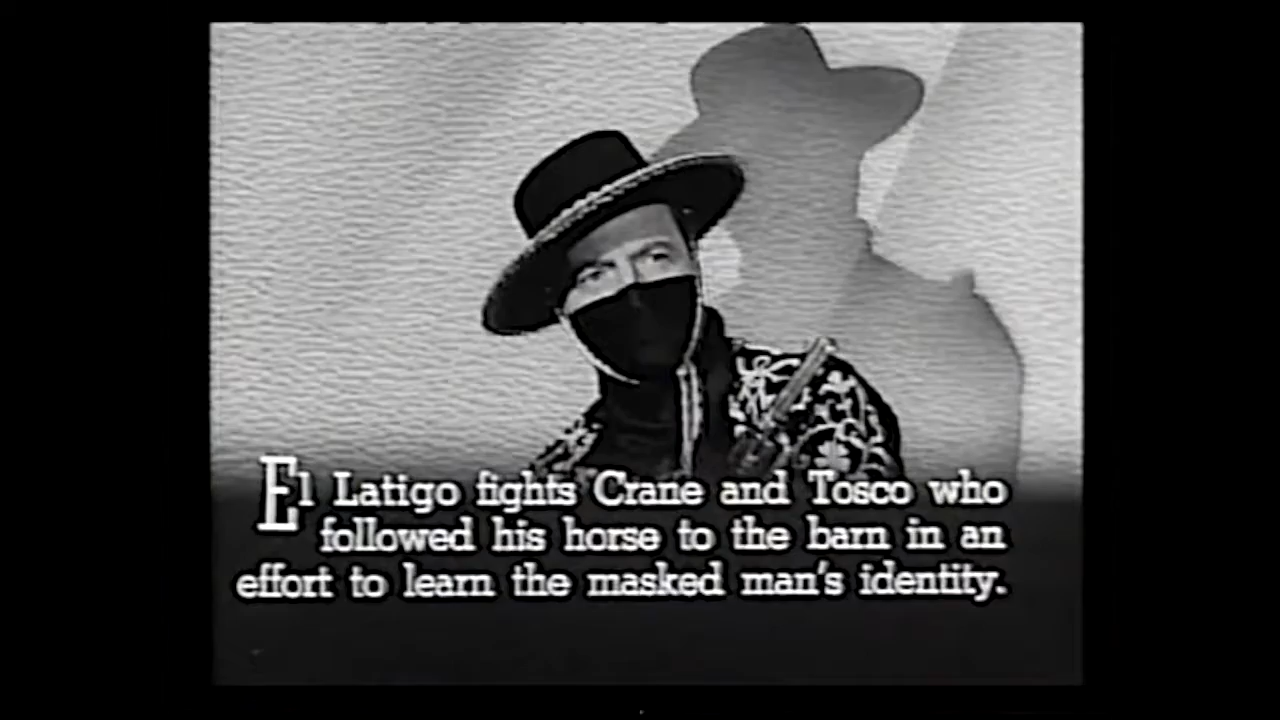 El Latigo fights Crane and Tosco who
followed his horse to the barn in an
effort to learn the masked man's identity.